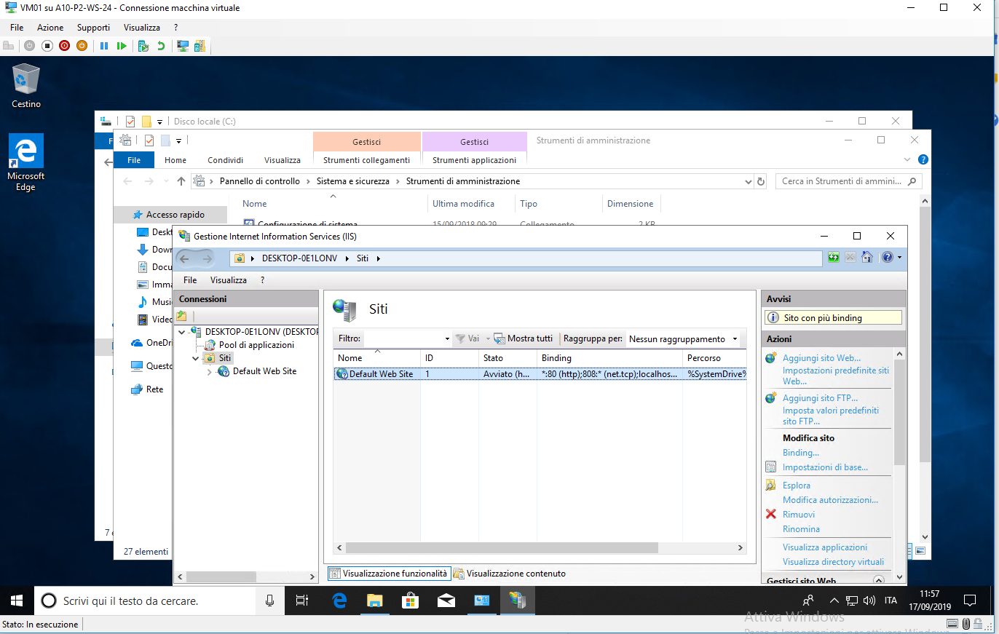 VM01 su A10-P2-WS-24 - Connessione macchina virtuale
File Azione Supporti Visualizza ?
Cestino
Microsoft
Edge
Disco locale (C:)
Gestisci Gestisci Strumenti di amministrazione
File Home Condividi Visualizza Strumenti collegamenti Strumenti applicazioni
Pannello di controllo Sistema e sicurezza Strumenti di amministrazione Cerca in Strumenti di ammini...
Nome Ultima modifica Tipo Dimensione
Accesso rapido
Configurazione di sistema 15/09/2018 09:29 Collegamento 2 KB
Deskt
Down
Docu
Imma
Music
Video
OneDri
Questo
Rete
7 e
27 elementi
Gestione Internet Information Services (IIS)
DESKTOP-0E1LONV Siti
File Visualizza ?
Connessioni
DESKTOP-0E1LONV (DESKTOP
Pool di applicazioni
Siti
Default Web Site
Siti
Filtro: Vai Mostra tutti Raggruppa per: Nessun raggruppamento
Nome ID Stato Binding Percorso
Default Web Site 1 Avviato (h... *:80 (http);808:* (net.tcp);localhos... %SystemDrive%
Visualizzazione funzionalità Visualizzazione contenuto
Avvisi
Sito con più binding
Azioni
Aggiungi sito Web...
Impostazioni predefinite siti
Web...
Aggiungi sito FTP...
Imposta valori predefiniti
sito FTP...
Modifica sito
Binding...
Impostazioni di base...
Esplora
Modifica autorizzazioni...
Rimuovi
Rinomina
Visualizza applicazioni
Visualizza directory virtuali
Gestisci sito Web
Scrivi qui il testo da cercare.
ITA
11:57
17/09/2019
Attiva Windows
Passa a Impostazioni per attivare Windows.
Stato: In esecuzione